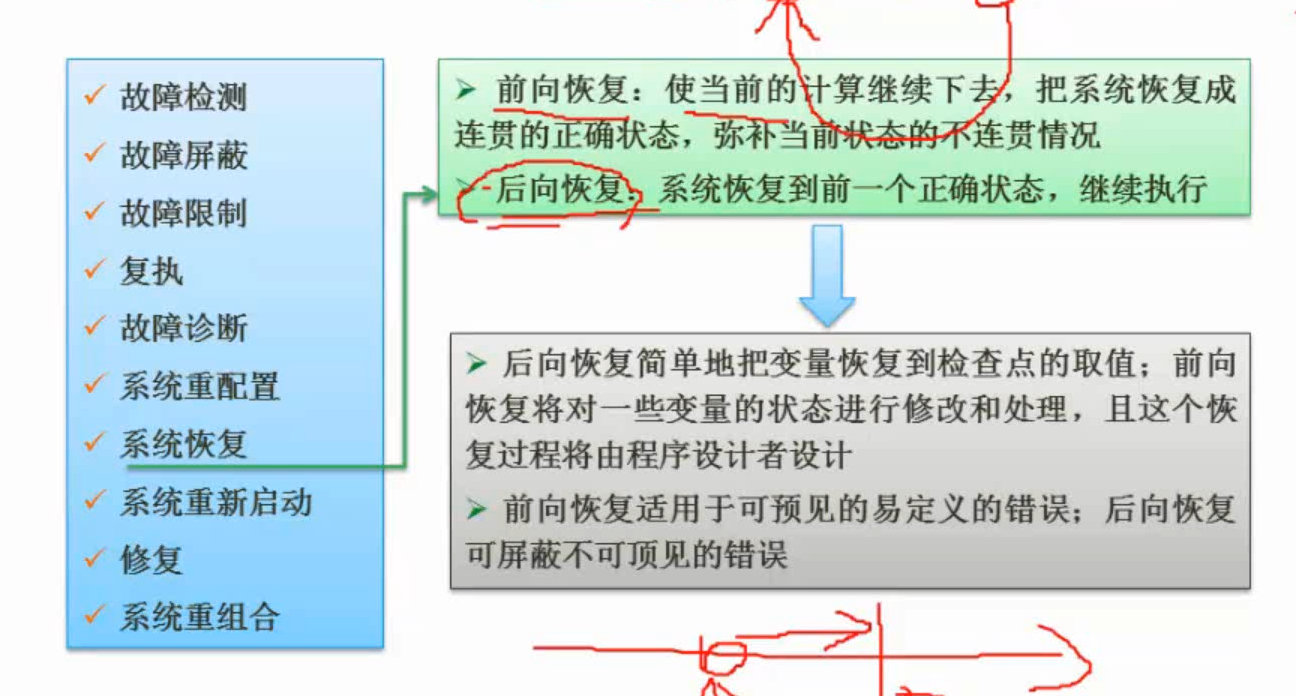 故障检测
故障屏蔽
故障限制
复执
故障诊断
系统重配置
系统恢复
系统重新启动
修复
系统重组合
前向恢复：使当前的计算继续下去，把系统恢复成
连贯的正确状态，弥补当前状态的不连贯情况
后向恢复：系统恢复到前一个正确状态，继续执行
后向恢复简单地把变量恢复到检查点的取值；前向
恢复将对一些变量的状态进行修改和处理，且这个恢
复过程将由程序设计者设计
前向恢复适用于可预见的易定义的错误；后向恢复
可屏蔽不可顶见的错误